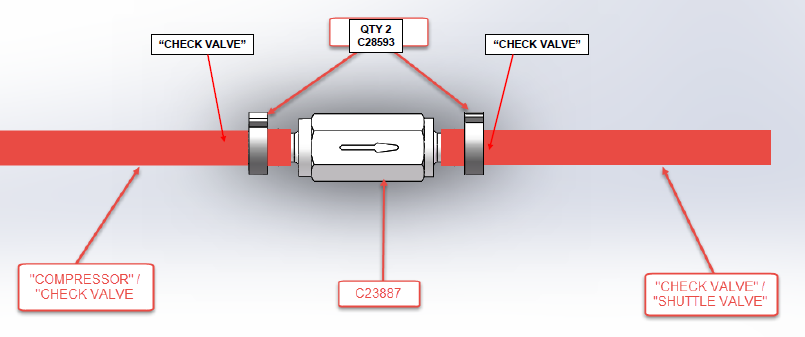 QTY 2
C28593
“CHECK VALVE”
“CHECK VALVE”
"COMPRESSOR" /
"CHECK VALVE
C23887
"CHECK VALVE" /
"SHUTTLE VALVE"